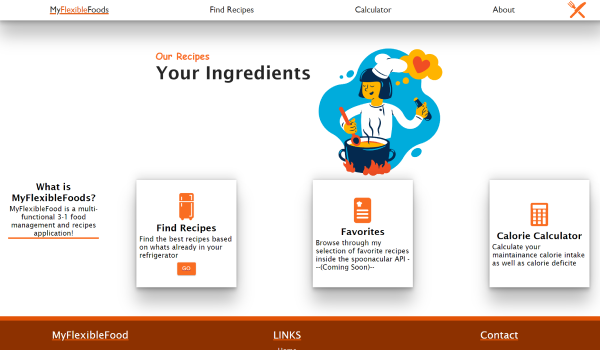 MyFlexibleFoods
Find Recipes
Calculator
About
Our Recipes
Your Ingredients
What is
MyFlexibleFoods?
MyFlexibleFood is a multi-
functional 3-1 food
management and recipes
application!
Find Recipes
Find the best recipes based
on whats already in your
refrigerator
GO
Favorites
Browse through my
selection of favorite recipes
inside the spoonacular API -
--(Coming Soon)--
Calorie Calculator
Calculate your
maintainance calorie intake
as well as calorie deficite
MyFlexibleFood
LINKS
Contact
Home